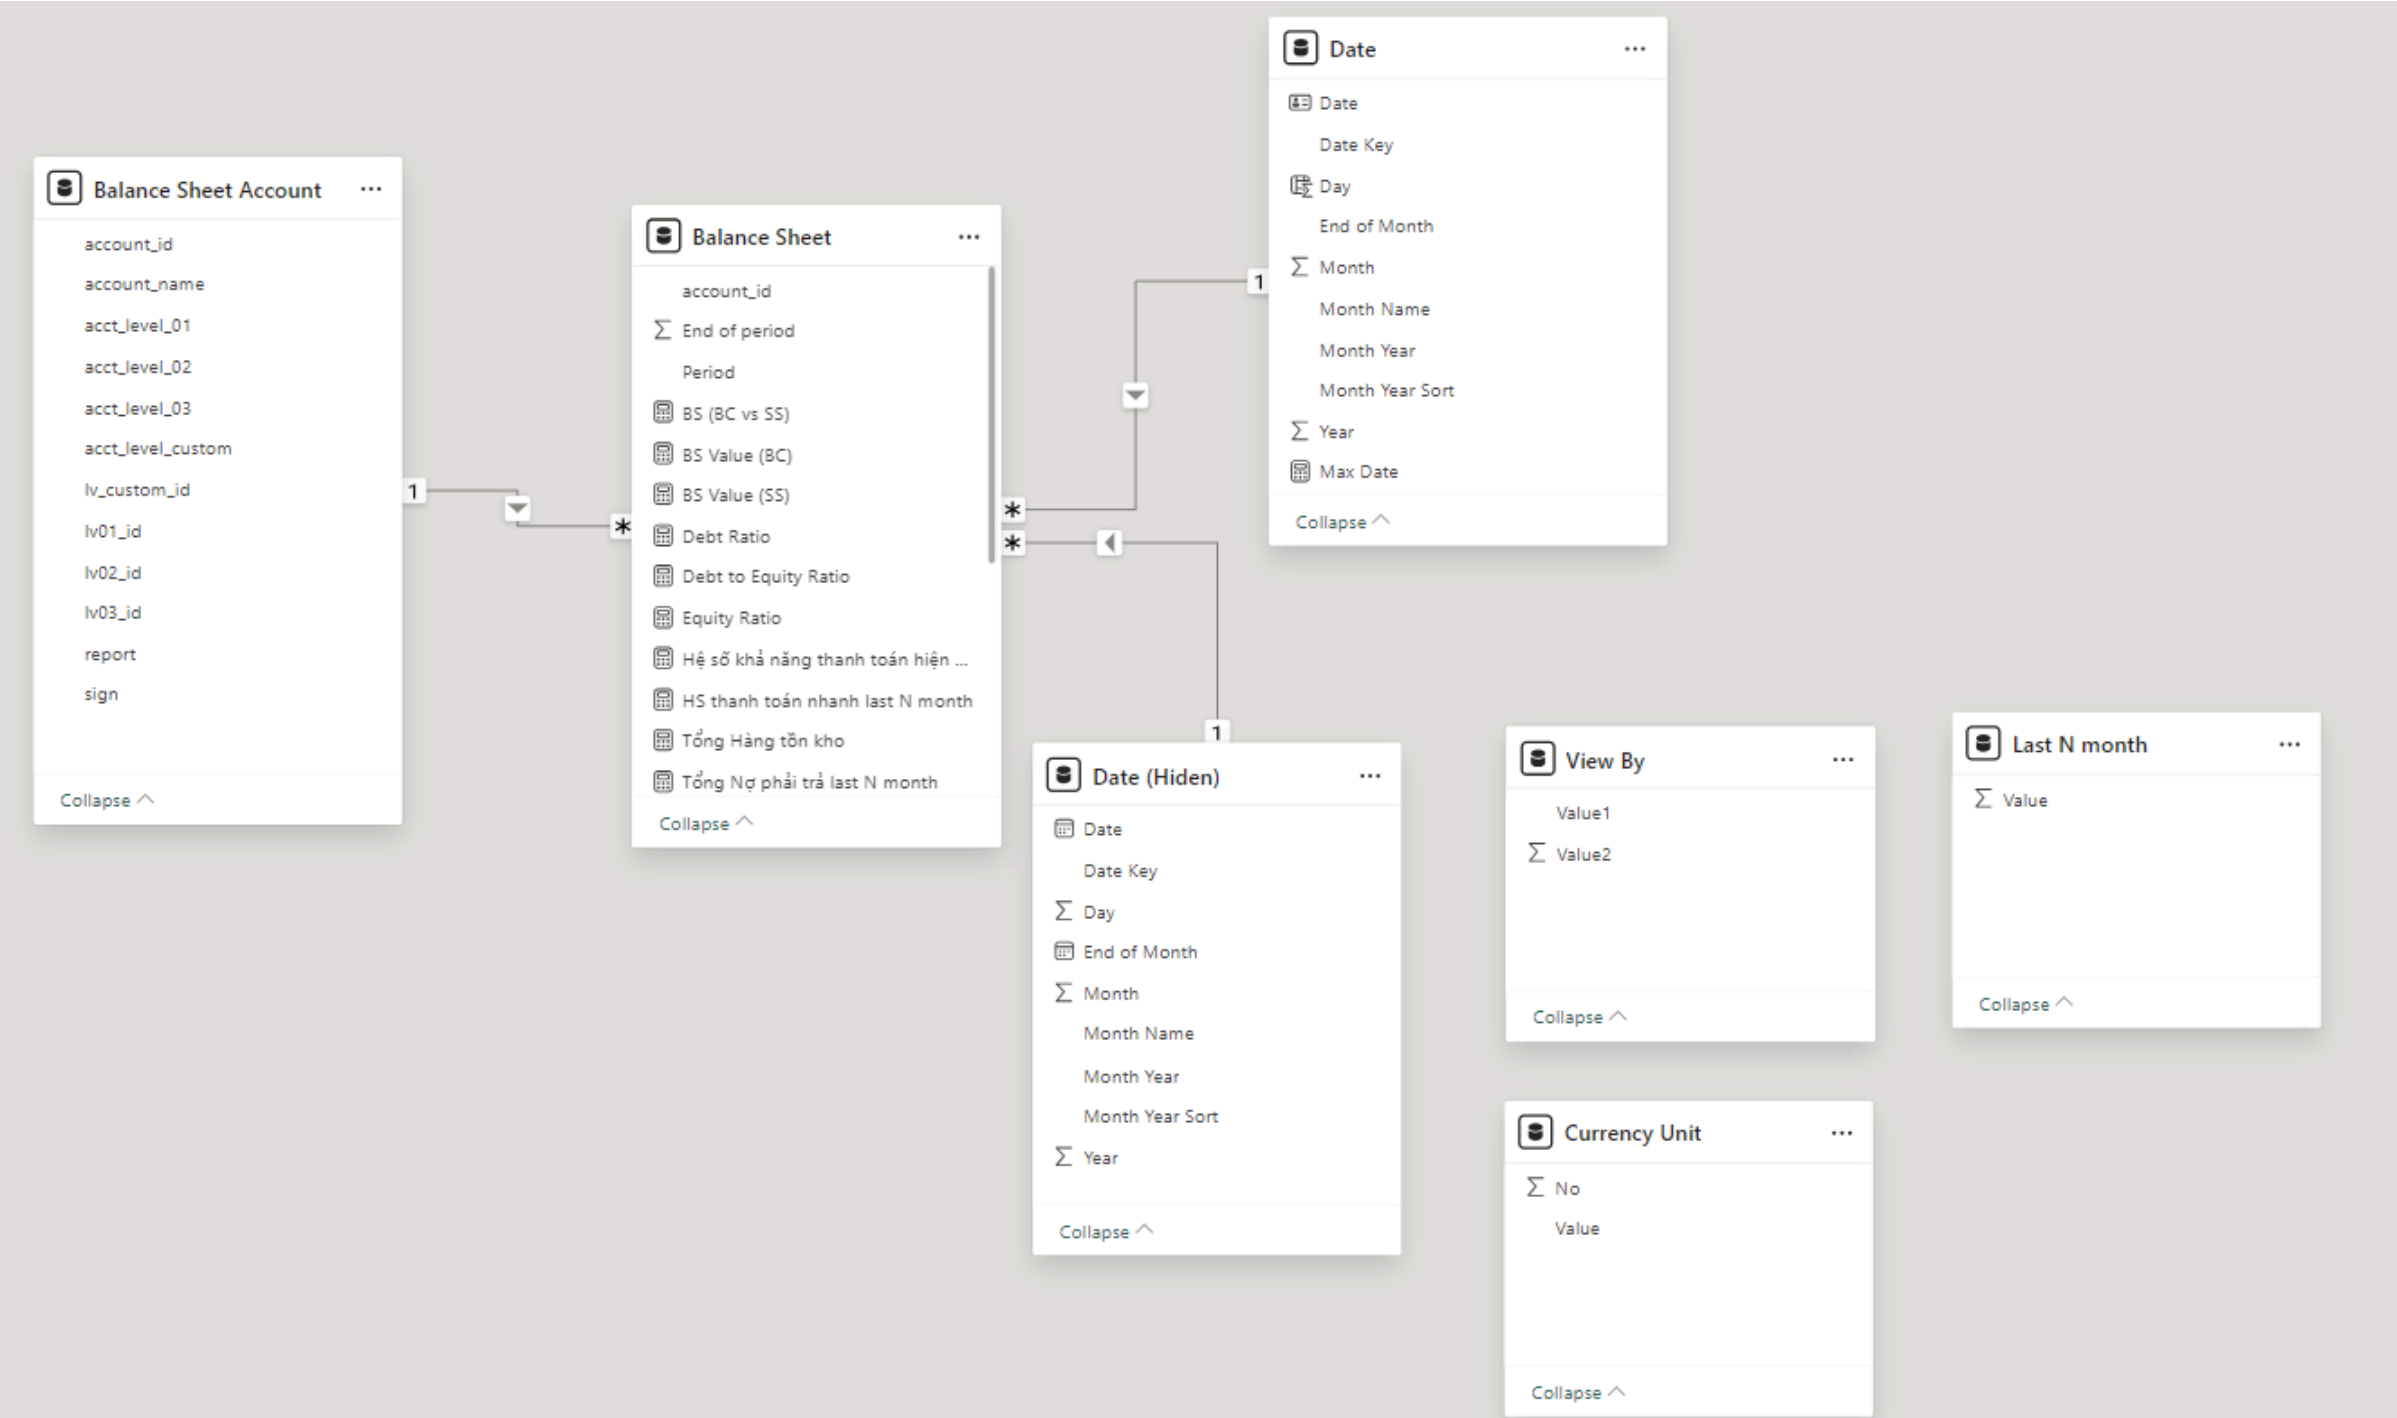 Balance Sheet Account ...
account_id
account_name
acct_level_01
acct_level_02
acct_level_03
acct_level_custom
lv_custom_id
lv01_id
lv02_id
lv03_id
report
sign
Collapse
1
*
Balance Sheet ...
account_id
Σ End of period
Period
BS (BC vs SS)
BS Value (BC)
BS Value (SS)
Debt Ratio
Debt to Equity Ratio
Equity Ratio
Hệ số khả năng thanh toán hiện ...
HS thanh toán nhanh last N month
Tổng Hàng tồn kho
Tổng Nợ phải trả last N month
Collapse
*
1
*
1
Date ...
Date
Date Key
Day
End of Month
Σ Month
Month Name
Month Year
Month Year Sort
Σ Year
Max Date
Collapse
Date (Hiden) ...
Date
Date Key
Σ Day
End of Month
Σ Month
Month Name
Month Year
Month Year Sort
Σ Year
Collapse
View By ...
Value1
Σ Value2
Collapse
Last N month ...
Σ Value
Collapse
Currency Unit ...
Σ No
Value
Collapse